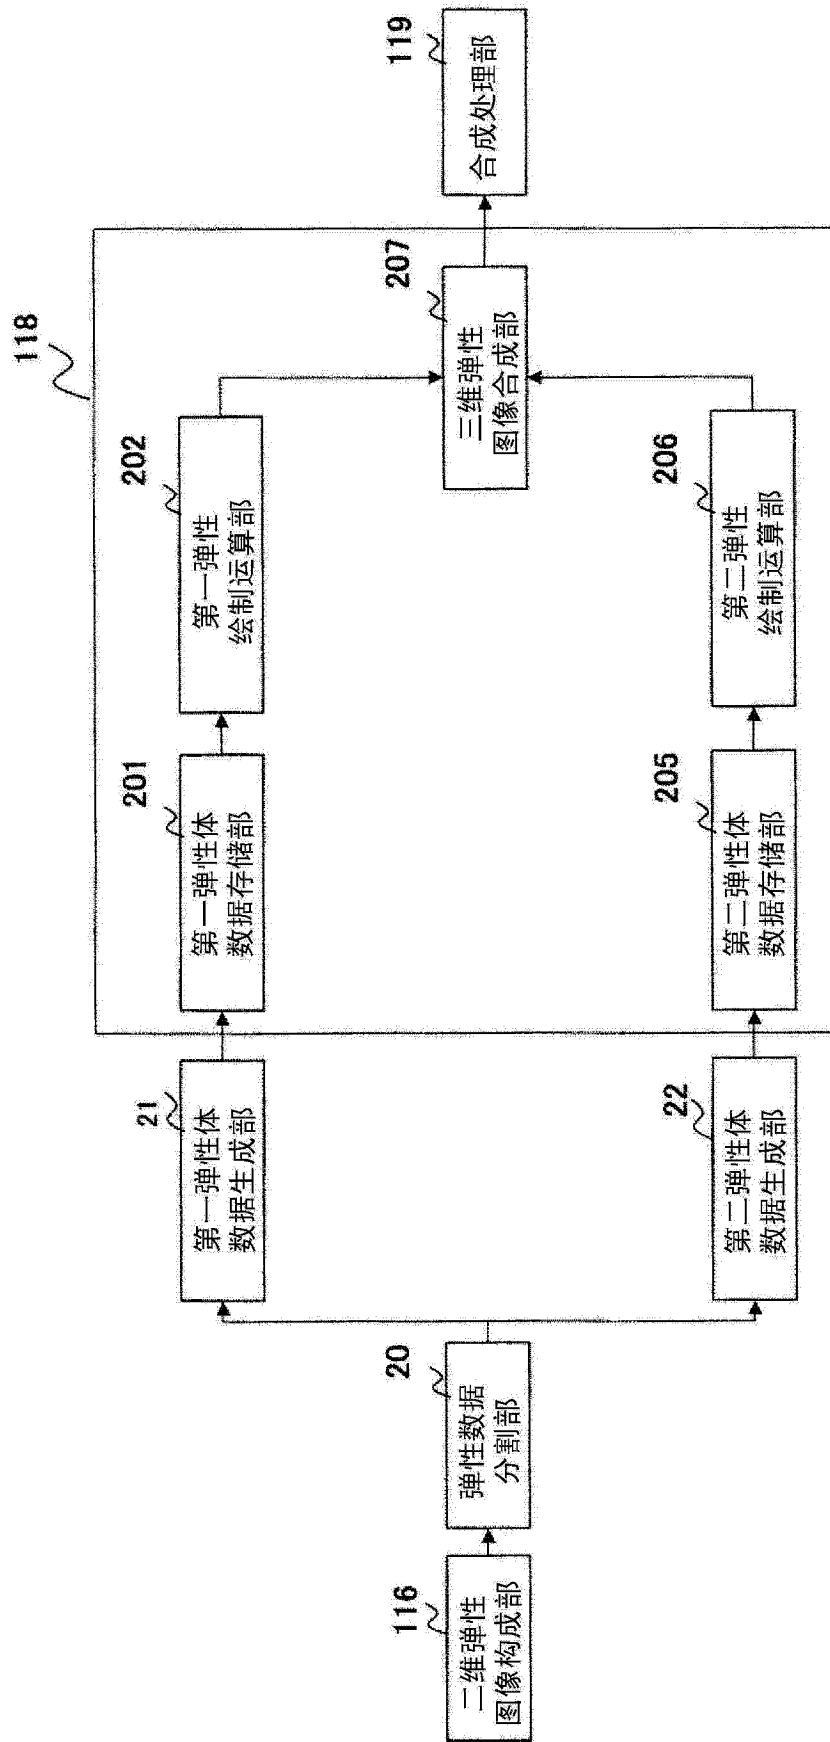 116
二维弹性
图像构成部
20
弹性数据
分割部
21
第一弹性体
数据生成部
22
第二弹性体
数据生成部
118
201
第一弹性体
数据存储部
202
第一弹性
绘制运算部
205
第二弹性体
数据存储部
206
第二弹性
绘制运算部
207
三维弹性
图像合成部
119
合成处理部